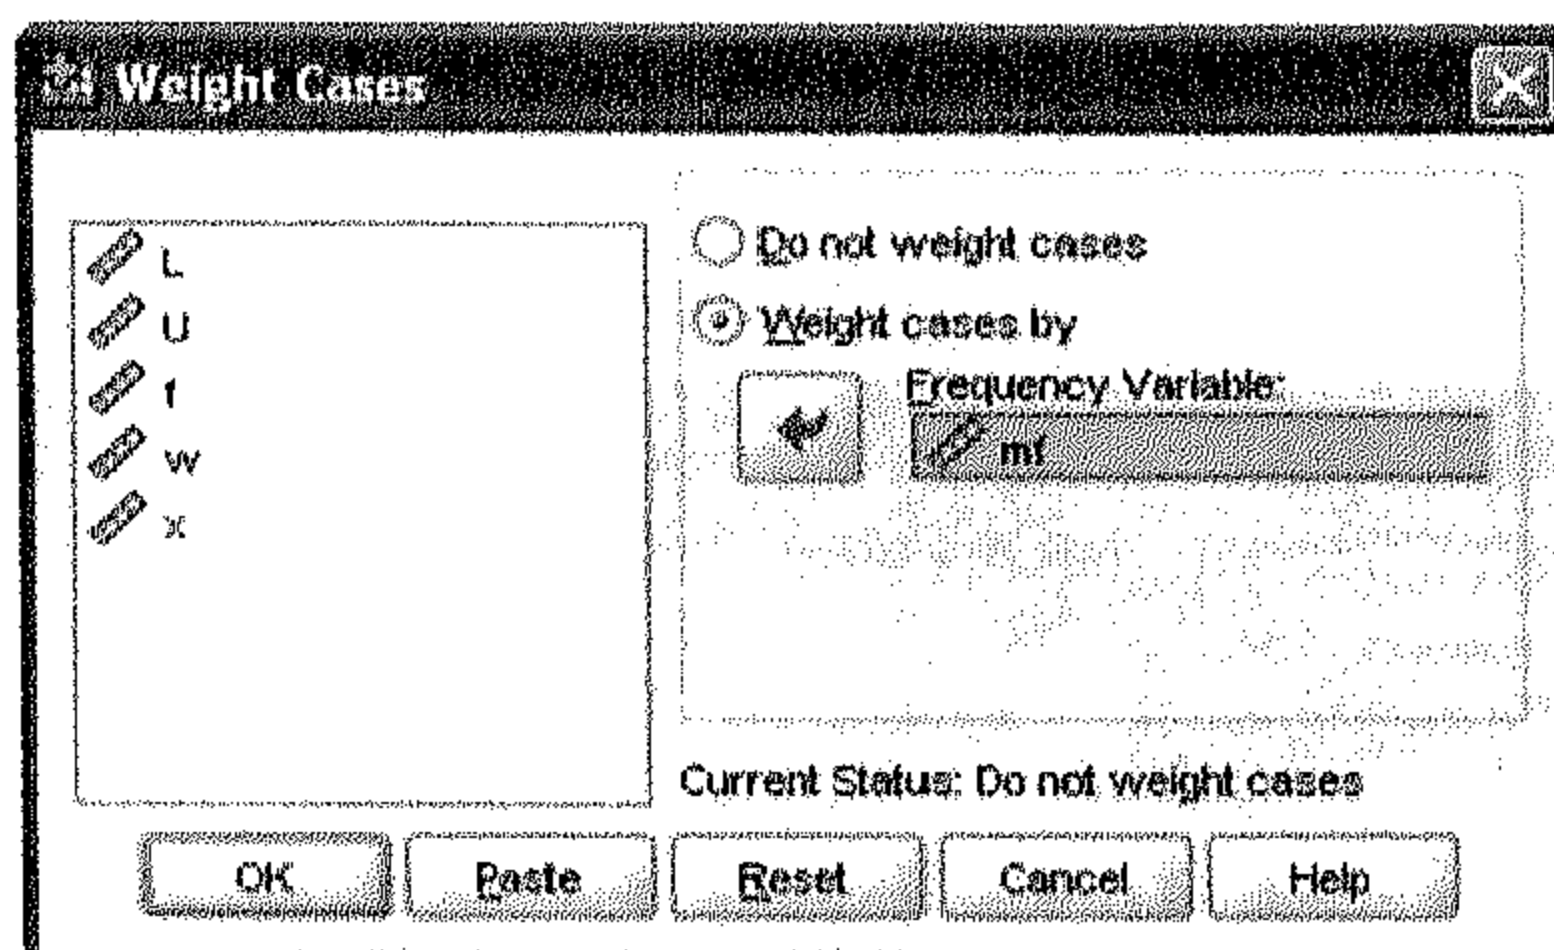 Weight Cases
L
U
f
w
x
Do not weight cases
Weight cases by
Frequency Variable:
mf
Current Status: Do not weight cases
OK Paste Reset Cancel Help